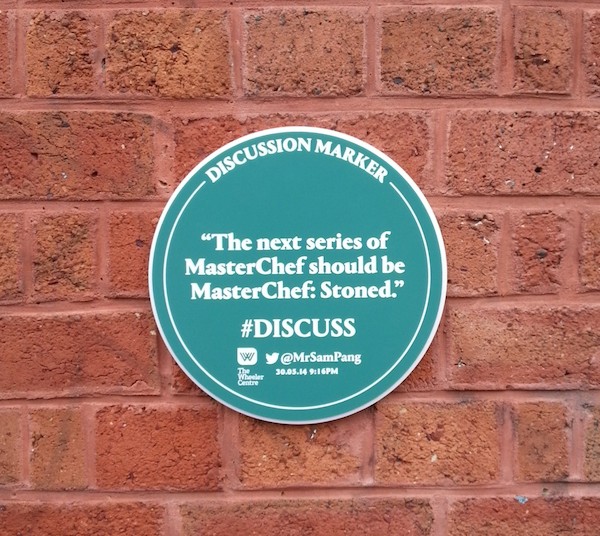 DISCUSSION MARKER
“The next series of
MasterChef should be
MasterChef: Stoned.”
#DISCUSS
W
The
Wheeler
Centre
@MrSamPang
30.05.14 9:16PM